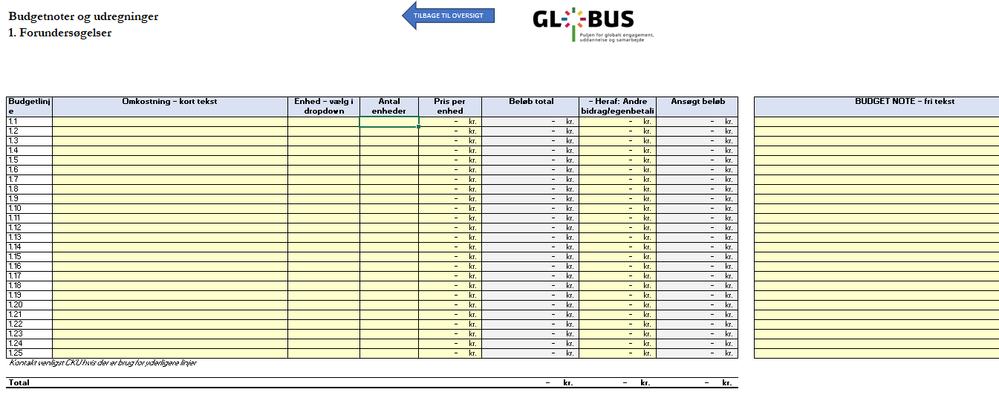 Budgetnoter og udregninger
1. Forundersøgelser
TILBAGE TIL OVERSIGT
GLOBUS
Puljen for globalt engagement,
uddannelse og samarbejde
Budgetlinj Omkostning - kort tekst Enhed - vælg i Antal Pris per Beløb total - Heraf: Andre Ansøgt beløb BUDGET NOTE - fri tekst
e dropdown enheder enhed bidrag/egenbetali
1.1 - kr. - kr. - kr. - kr.
1.2 - kr. - kr. - kr. - kr.
1.3 - kr. - kr. - kr. - kr.
1.4 - kr. - kr. - kr. - kr.
1.5 - kr. - kr. - kr. - kr.
1.6 - kr. - kr. - kr. - kr.
1.7 - kr. - kr. - kr. - kr.
1.8 - kr. - kr. - kr. - kr.
1.9 - kr. - kr. - kr. - kr.
1.10 - kr. - kr. - kr. - kr.
1.11 - kr. - kr. - kr. - kr.
1.12 - kr. - kr. - kr. - kr.
1.13 - kr. - kr. - kr. - kr.
1.14 - kr. - kr. - kr. - kr.
1.15 - kr. - kr. - kr. - kr.
1.16 - kr. - kr. - kr. - kr.
1.17 - kr. - kr. - kr. - kr.
1.18 - kr. - kr. - kr. - kr.
1.19 - kr. - kr. - kr. - kr.
1.20 - kr. - kr. - kr. - kr.
1.21 - kr. - kr. - kr. - kr.
1.22 - kr. - kr. - kr. - kr.
1.23 - kr. - kr. - kr. - kr.
1.24 - kr. - kr. - kr. - kr.
1.25 - kr. - kr. - kr. - kr.
Kontakt venligst CKU hvis der er brug for yderligere linjer
Total - kr. - kr. - kr.